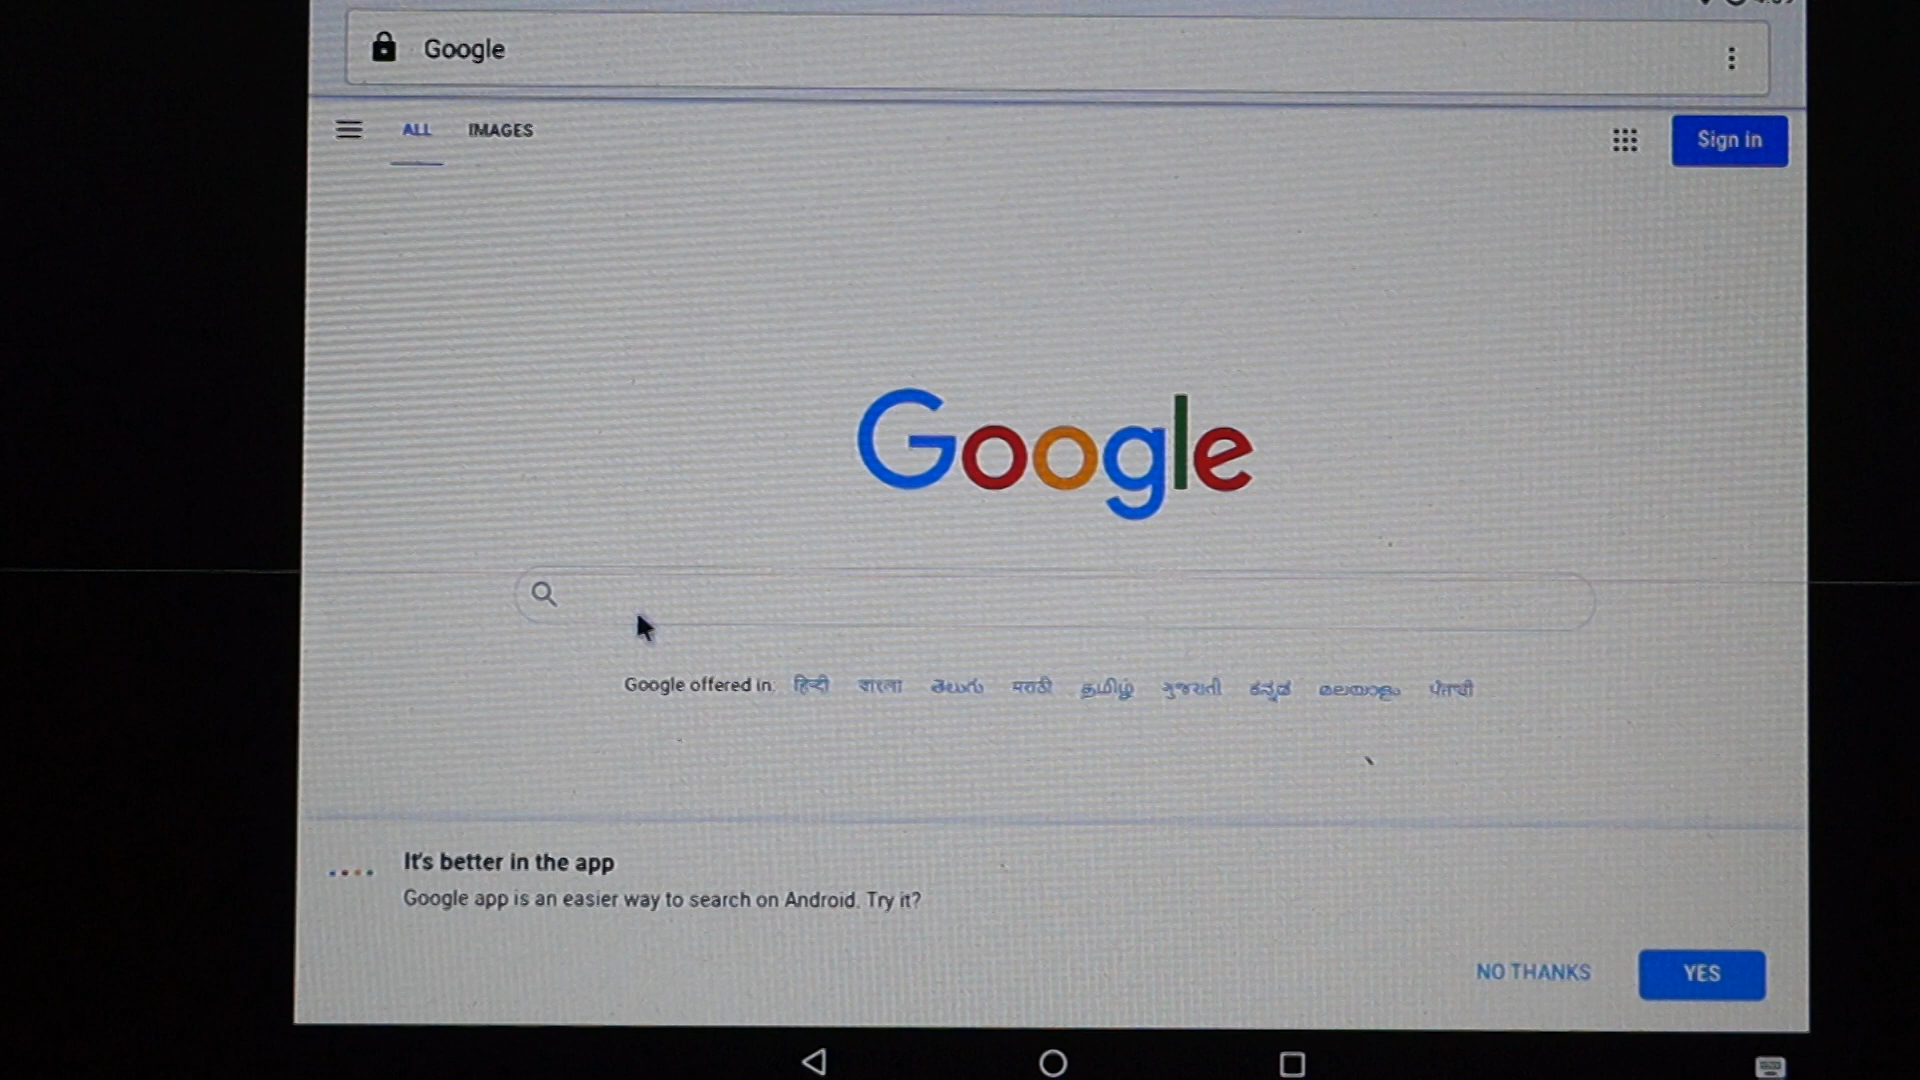 Google
ALL IMAGES
Sign in
Google
Google offered in: हिन्दी বাংলা తెలుగు मराठी தமிழ் ગુજરાતી ಕನ್ನಡ മലയാളം ਪੰਜਾਬੀ
It's better in the app
Google app is an easier way to search on Android. Try it?
NO THANKS YES